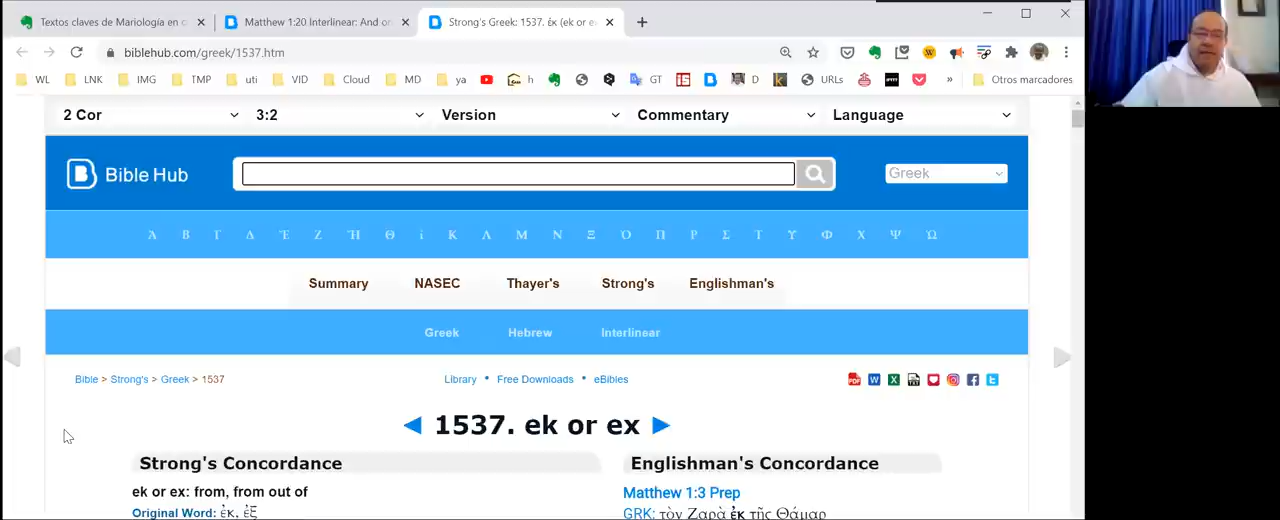 Textos claves de Mariología en c
Matthew 1:20 Interlinear: And or
Strong's Greek: 1537. ἐκ (ek or e
biblehub.com/greek/1537.htm
WL LNK IMG TMP uti VID Cloud MD ya h GT D URLs » Otros marcadores
2 Cor 3:2 Version Commentary Language
Bible Hub Greek
Ἀ Β Γ Δ Ἐ Ζ Ἡ Θ ἰ Κ Λ Μ Ν Ξ Ὀ Π Ρ Σ Τ Υ Φ Χ Ψ Ὠ
Summary NASEC Thayer's Strong's Englishman's
Greek Hebrew Interlinear
Bible > Strong's > Greek > 1537
Library • Free Downloads • eBibles
1537. ek or ex
Strong's Concordance
ek or ex: from, from out of
Original Word: ἐκ, ἐξ
Englishman's Concordance
Matthew 1:3 Prep
GRK: τὸν Ζαρὰ ἐκ τῆς Θάμαρ